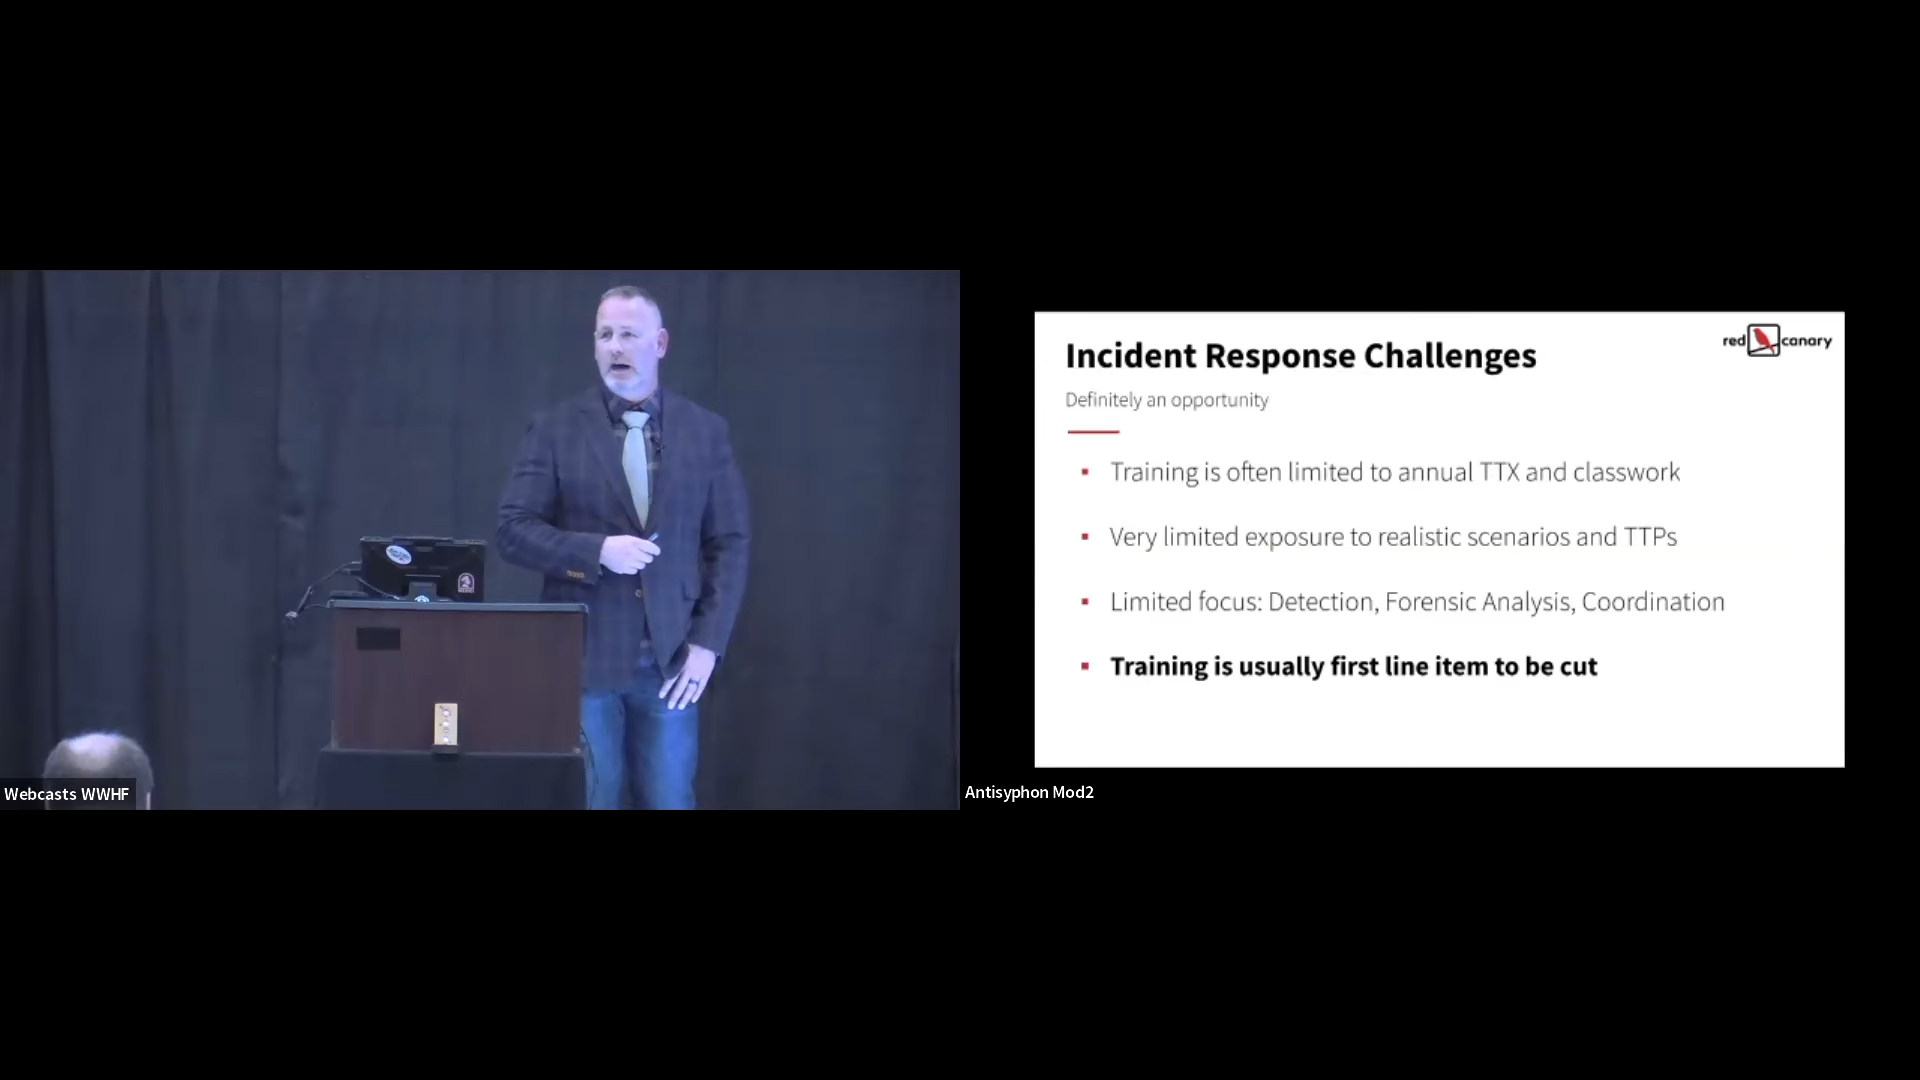 red canary
Incident Response Challenges
Definitely an opportunity
Training is often limited to annual TTX and classwork
Very limited exposure to realistic scenarios and TTPs
Limited focus: Detection, Forensic Analysis, Coordination
Training is usually first line item to be cut
Webcasts WWHF
Antisyphon Mod2